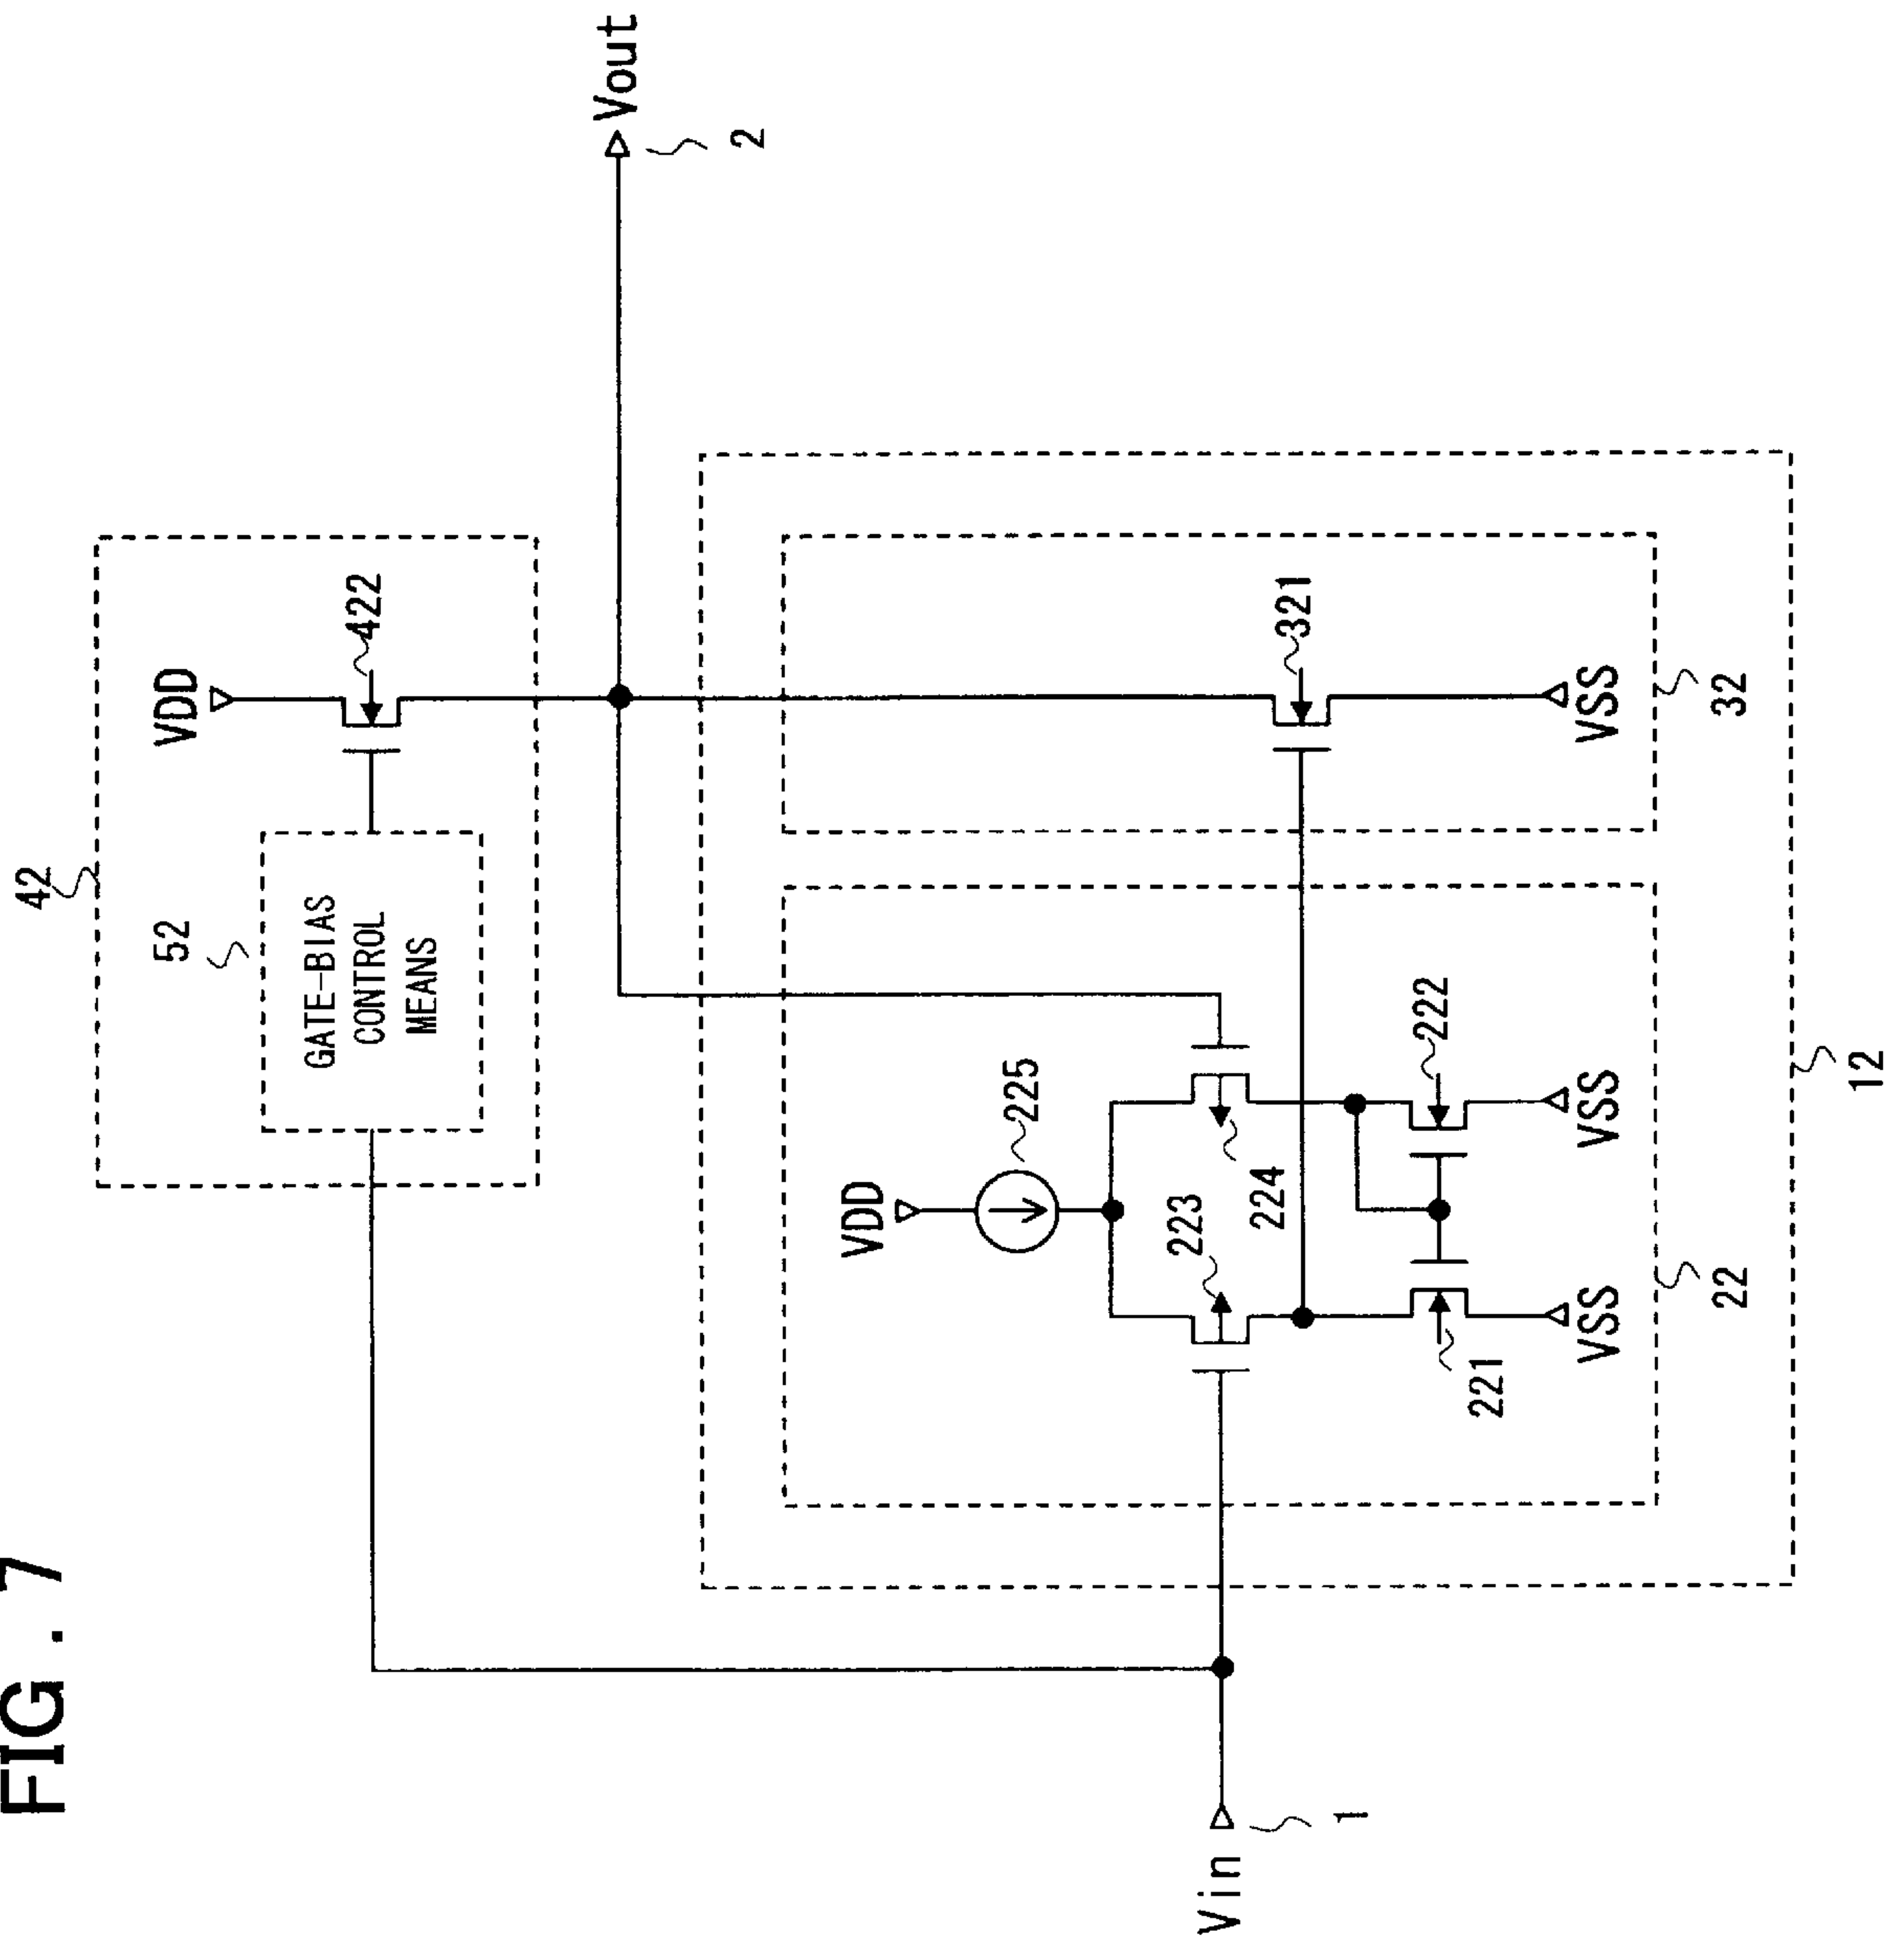 FIG. 7
42
52
GATE-BIAS
CONTROL
MEANS
VDD
422
Vout
2
VDD
225
223
224
222
221
VSS
VSS
22
321
VSS
32
12
Vin
1